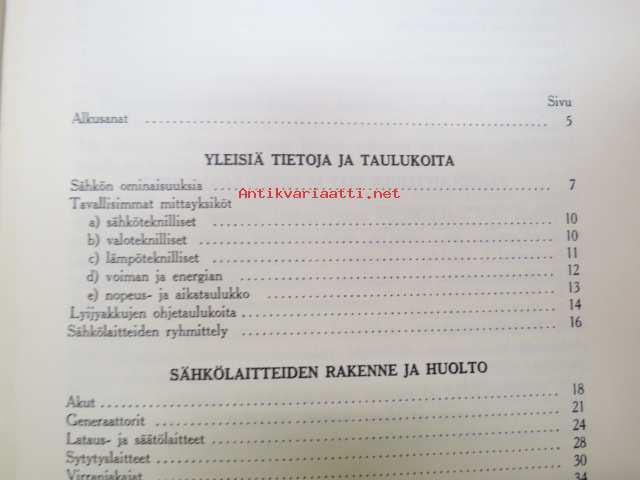 Sivu
Alkusanat ........ 5
YLEISIÄ TIETOJA JA TAULUKOITA
Sähkön ominaisuuksia ........ 7
Antikvariaatti.net
Tavallisimmat mittayksiköt
a) sähköteknilliset ........ 10
b) valoteknilliset ........ 10
c) lämpöteknilliset ........ 11
d) voiman ja energian ........ 12
e) nopeus- ja aikataulukko ........ 13
Lyijyakkujen ohjetaulukoita ........ 14
Sähkölaitteiden ryhmittely ........ 16
SÄHKÖLAITTEIDEN RAKENNE JA HUOLTO
Akut ........ 18
Generaattorit ........ 21
Lataus- ja säätölaitteet ........ 24
Sytytyslaitteet ........ 28
Virranjakajat ........ 30
34